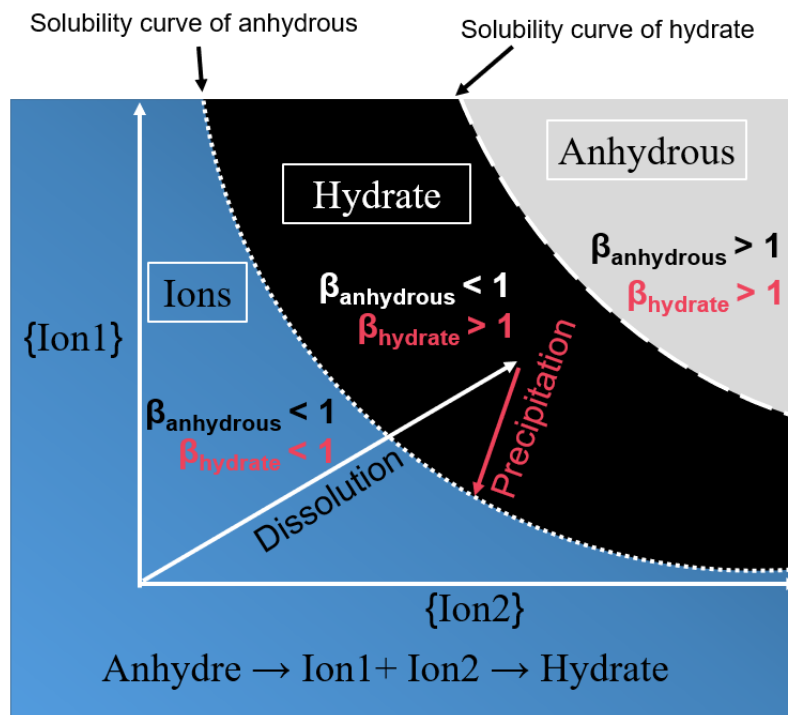 Solubility curve of anhydrous
Solubility curve of hydrate
Anhydrous
Hydrate
βanhydrous > 1
βhydrate > 1
Ions
βanhydrous < 1
βhydrate > 1
{Ion1}
Precipitation
βanhydrous < 1
βhydrate < 1
Dissolution
{Ion2}
Anhydre → Ion1+ Ion2 → Hydrate